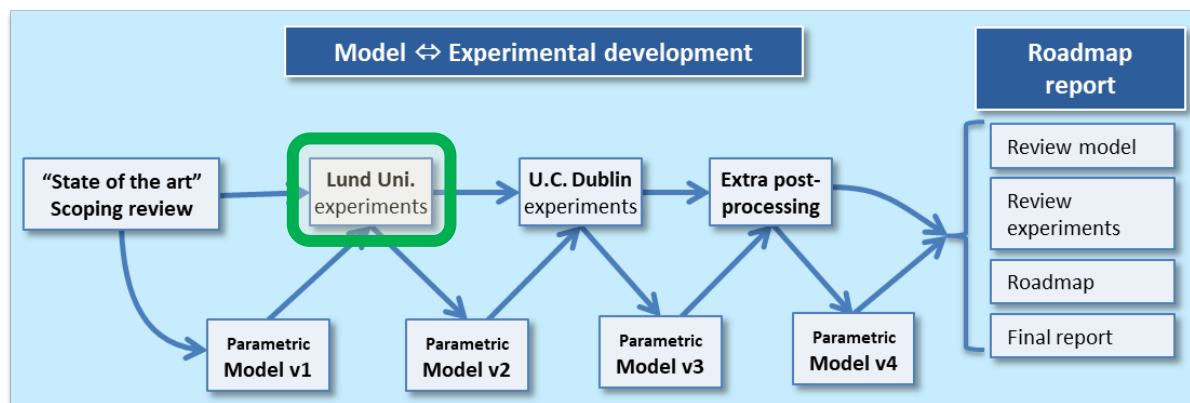 Model ⇔ Experimental development
Roadmap
report
"State of the art"
Scoping review
Lund Uni.
experiments
U.C. Dublin
experiments
Extra post-
processing
Review model
Review
experiments
Roadmap
Final report
Parametric
Model v1
Parametric
Model v2
Parametric
Model v3
Parametric
Model v4